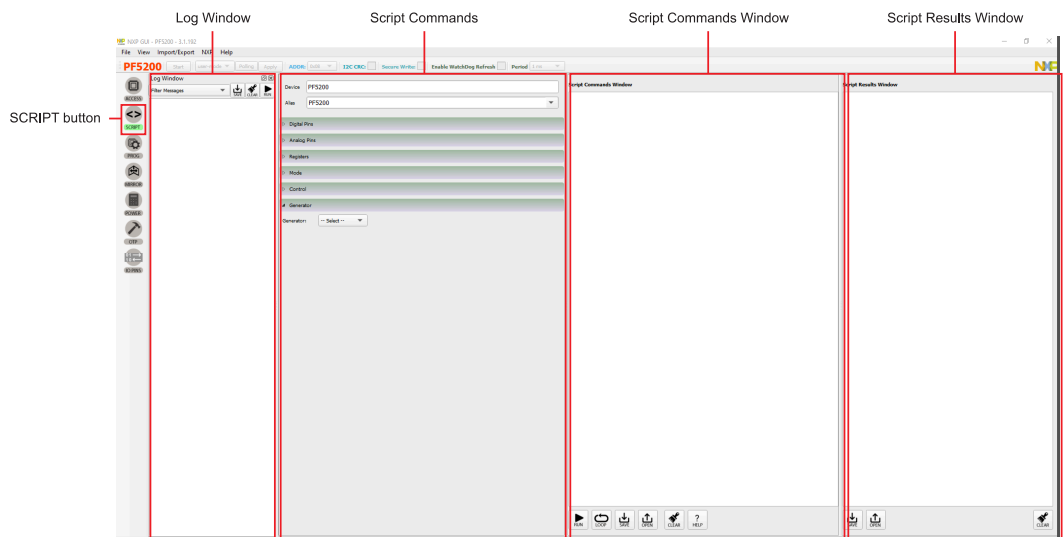 Log Window
Script Commands
Script Commands Window
Script Results Window
NXP GUI - PF5200 - 3.1.192
File View Import/Export NXP Help
PF5200 Start user-mode Polling Apply ADDR: I2C CRC: Secure Write: Enable WatchDog Refresh Period
NXP
Log Window
Filter Messages
SAVE CLEAR RUN
Device PF5200
Alias PF5200
Digital Pins
Analog Pins
Registers
Mode
Control
Generator
Generator: -- Select --
Script Commands Window
Script Results Window
SCRIPT button
ACCESS
SCRIPT
PROG
MIRROR
POWER
OTP
IO PINS
RUN LOOP SAVE OPEN CLEAR ? HELP
SAVE OPEN CLEAR